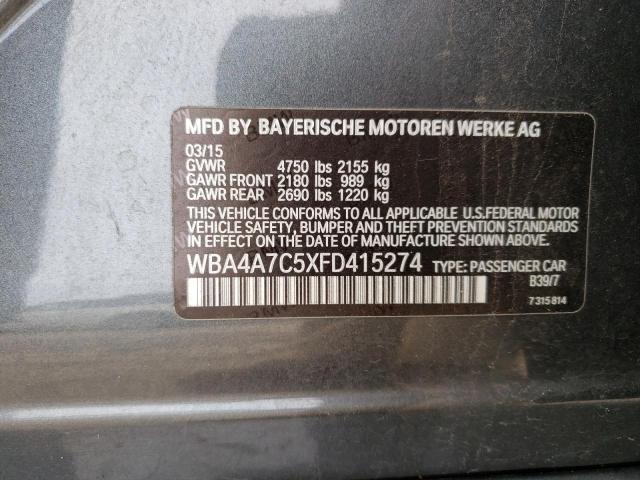 MFD BY BAYERISCHE MOTOREN WERKE AG
03/15
GVWR 4750 lbs 2155 kg
GAWR FRONT 2180 lbs 989 kg
GAWR REAR 2690 lbs 1220 kg
THIS VEHICLE CONFORMS TO ALL APPLICABLE U.S.FEDERAL MOTOR
VEHICLE SAFETY, BUMPER AND THEFT PREVENTION STANDARDS
IN EFFECT ON THE DATE OF MANUFACTURE SHOWN ABOVE.
WBA4A7C5XFD415274 TYPE: PASSENGER CAR
B39/7
7315814